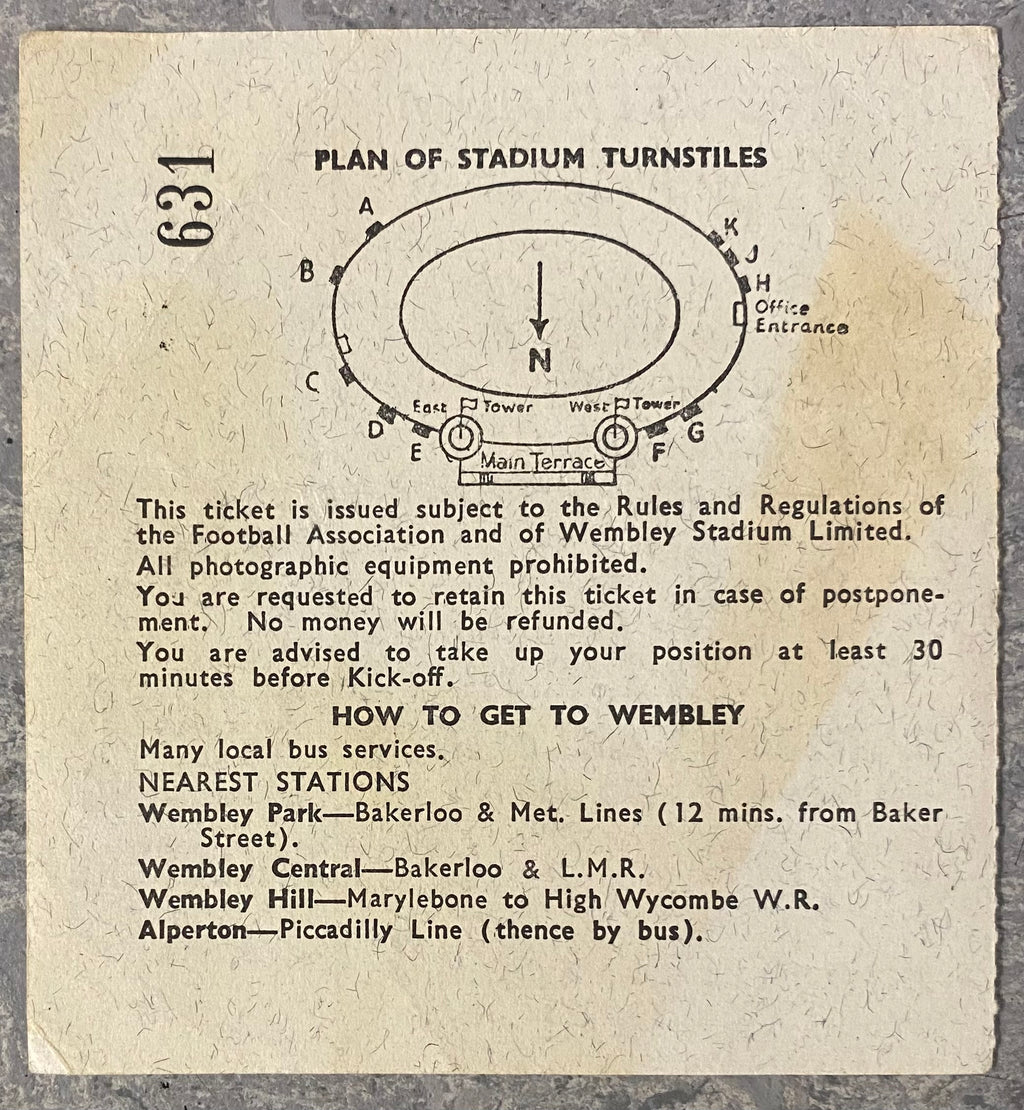 631
PLAN OF STADIUM TURNSTILES
A
K
J
B
H
Office
Entrance
N
C
East Tower
West Tower
D
E
F
G
Main Terrace
This ticket is issued subject to the Rules and Regulations of
the Football Association and of Wembley Stadium Limited.
All photographic equipment prohibited.
You are requested to retain this ticket in case of postpone-
ment. No money will be refunded.
You are advised to take up your position at least 30
minutes before Kick-off.
HOW TO GET TO WEMBLEY
Many local bus services.
NEAREST STATIONS
Wembley Park—Bakerloo & Met. Lines (12 mins. from Baker
Street).
Wembley Central—Bakerloo & L.M.R.
Wembley Hill—Marylebone to High Wycombe W.R.
Alperton—Piccadilly Line (thence by bus).